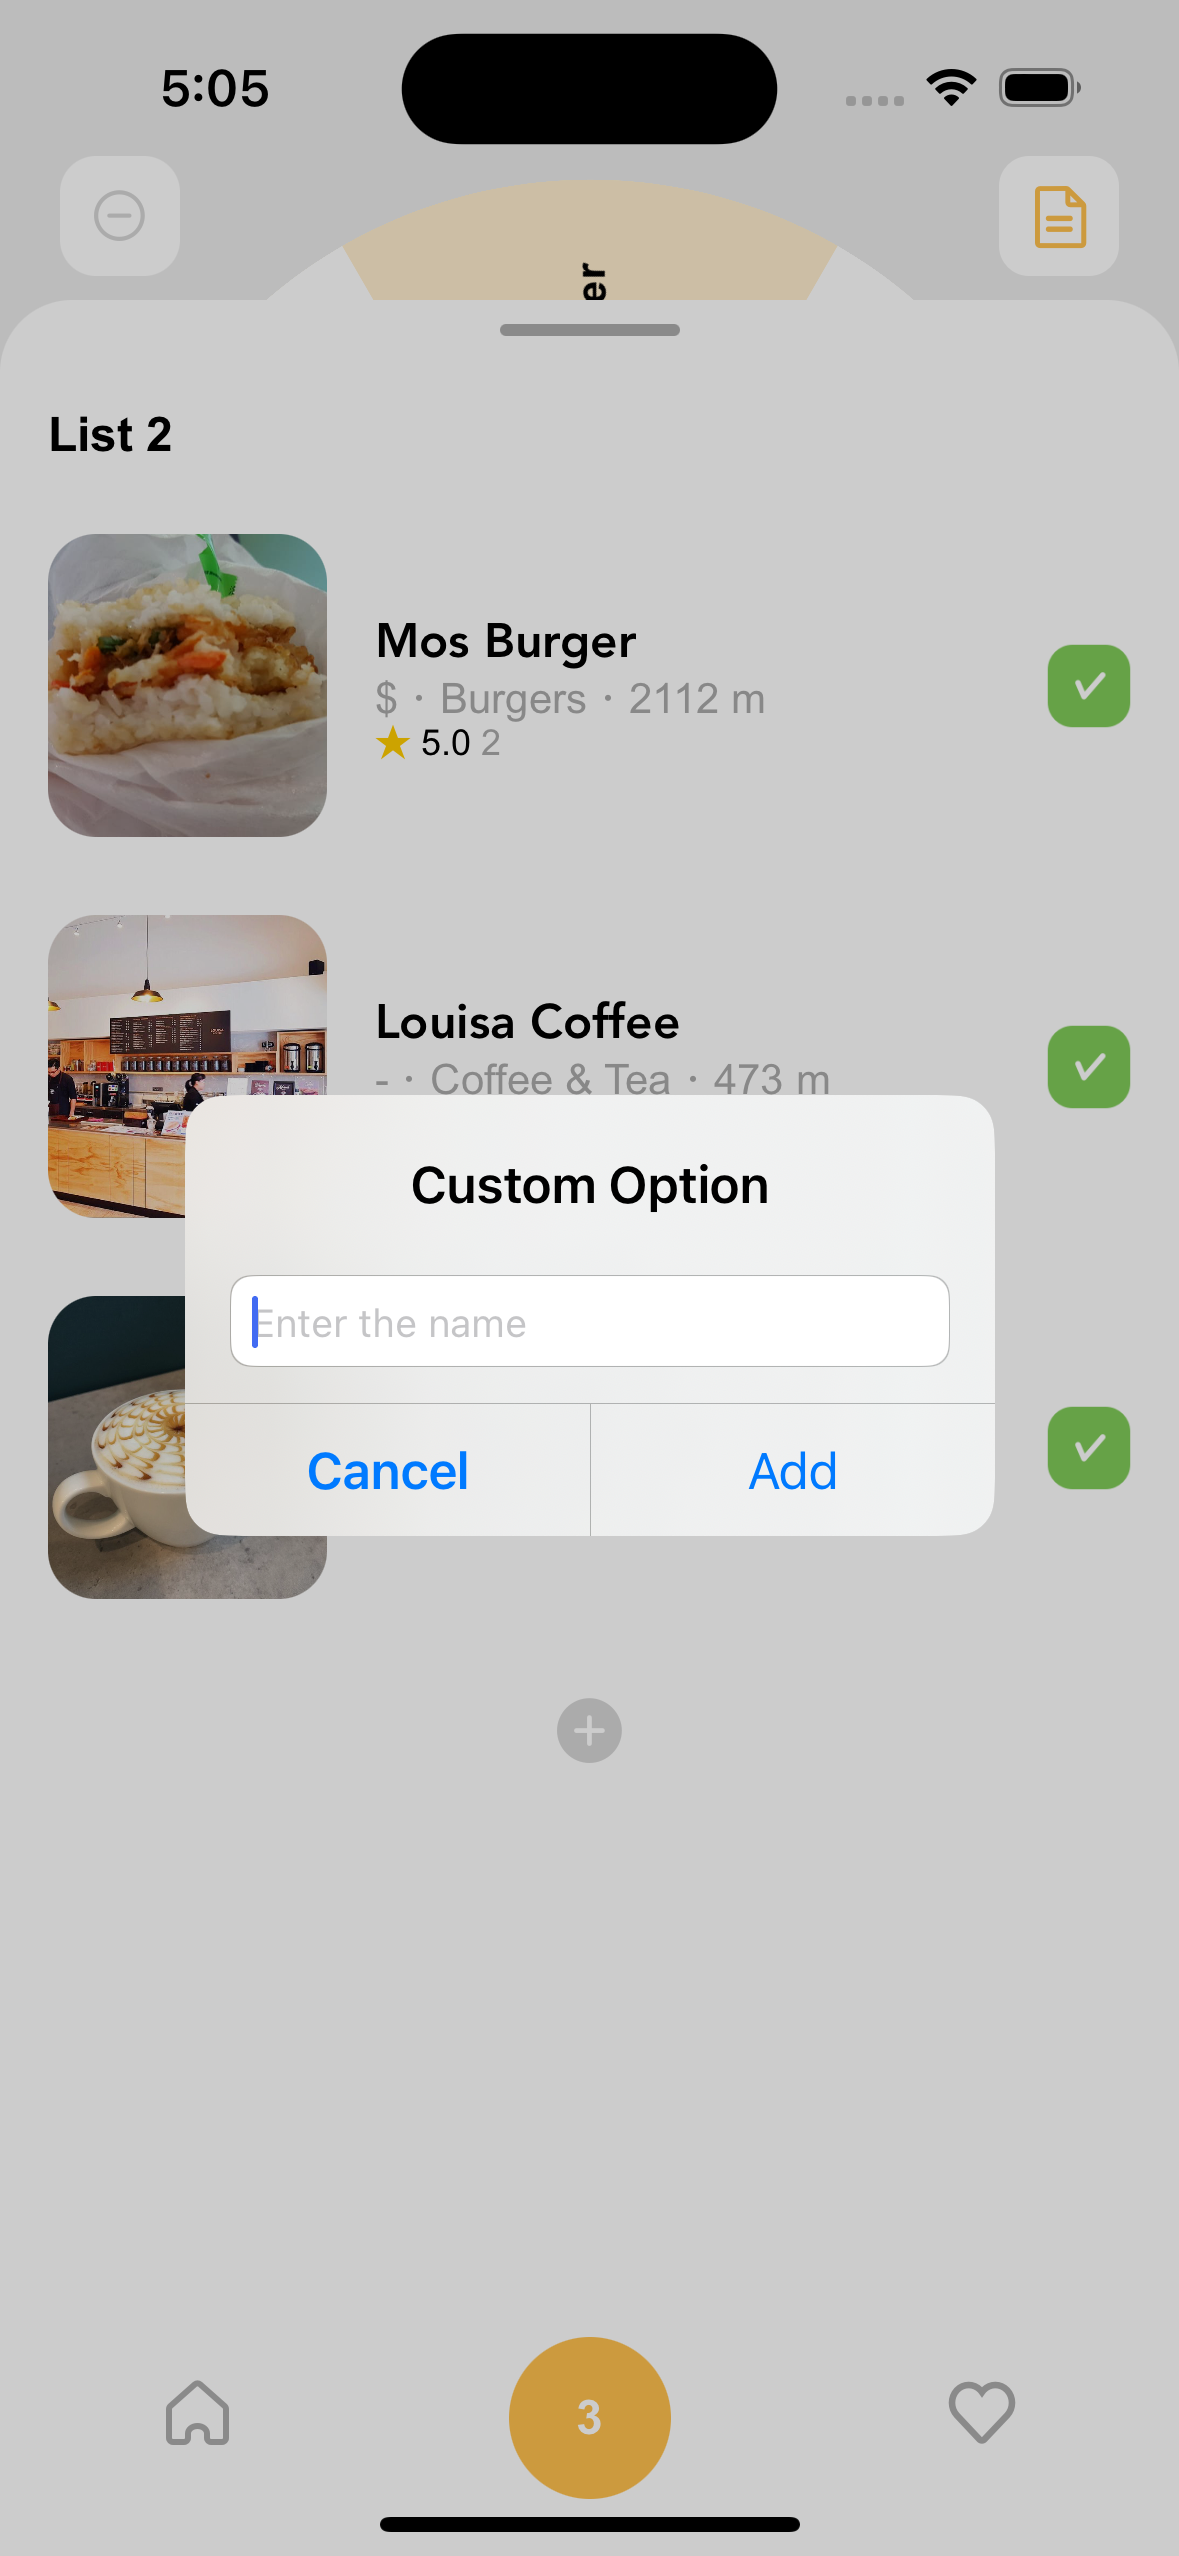 5:05
er
List 2
Mos Burger
$ · Burgers · 2112 m
★ 5.0 2
Louisa Coffee
- · Coffee & Tea · 473 m
Custom Option
Enter the name
Cancel
Add
3